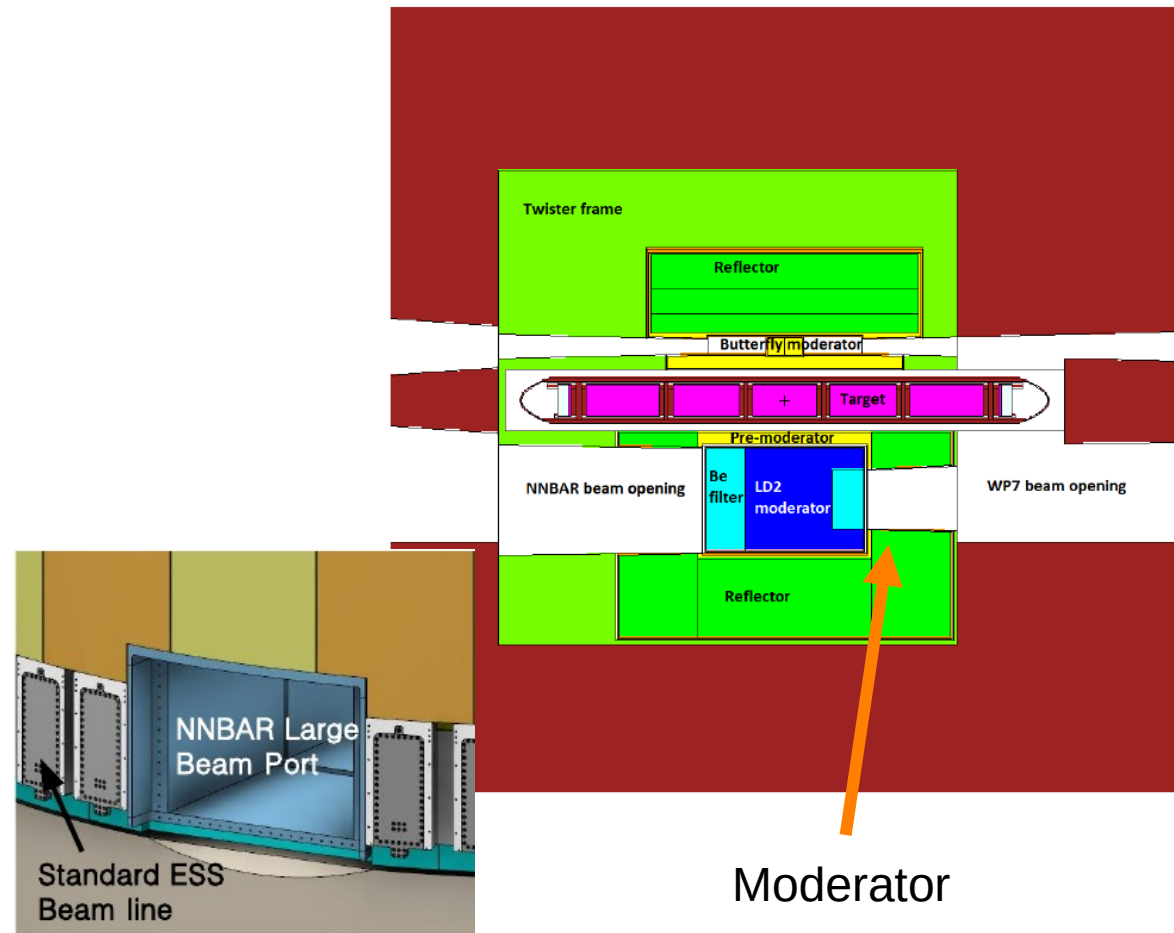 Twister frame
Reflector
Butterfly moderator
Target
Pre-moderator
NNBAR beam opening
Be
filter
LD2
moderator
WP7 beam opening
Reflector
NNBAR Large
Beam Port
Standard ESS
Beam line
Moderator